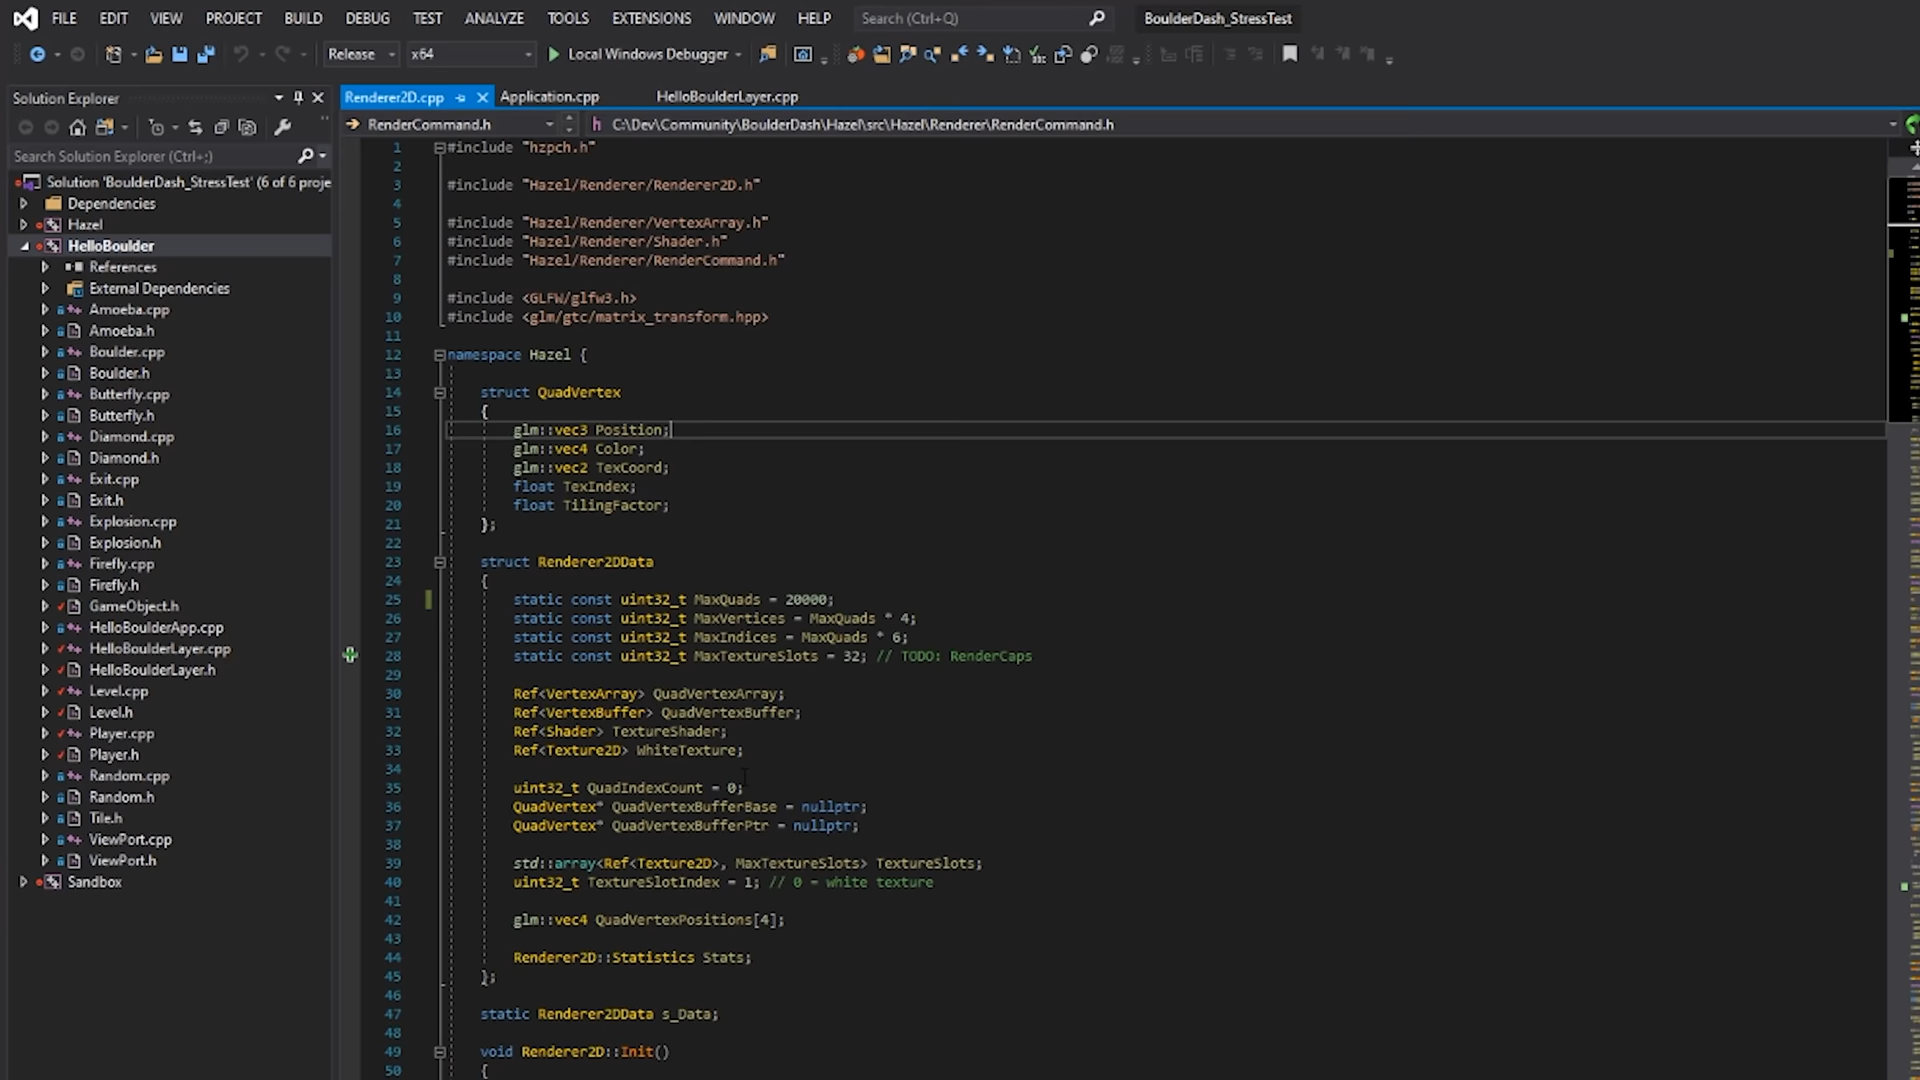 FILE EDIT VIEW PROJECT BUILD DEBUG TEST ANALYZE TOOLS EXTENSIONS WINDOW HELP Search (Ctrl+Q) BoulderDash_StressTest
Release x64 Local Windows Debugger
Solution Explorer
Renderer2D.cpp Application.cpp HelloBoulderLayer.cpp
RenderCommand.h C:\Dev\Community\BoulderDash\Hazel\src\Hazel\Renderer\RenderCommand.h
Search Solution Explorer (Ctrl+;)
Solution 'BoulderDash_StressTest' (6 of 6 proje
Dependencies
Hazel
HelloBoulder
References
External Dependencies
Amoeba.cpp
Amoeba.h
Boulder.cpp
Boulder.h
Butterfly.cpp
Butterfly.h
Diamond.cpp
Diamond.h
Exit.cpp
Exit.h
Explosion.cpp
Explosion.h
Firefly.cpp
Firefly.h
GameObject.h
HelloBoulderApp.cpp
HelloBoulderLayer.cpp
HelloBoulderLayer.h
Level.cpp
Level.h
Player.cpp
Player.h
Random.cpp
Random.h
Tile.h
ViewPort.cpp
ViewPort.h
Sandbox
1 #include "hzpch.h"
2
3 #include "Hazel/Renderer/Renderer2D.h"
4
5 #include "Hazel/Renderer/VertexArray.h"
6 #include "Hazel/Renderer/Shader.h"
7 #include "Hazel/Renderer/RenderCommand.h"
8
9 #include <GLFW/glfw3.h>
10 #include <glm/gtc/matrix_transform.hpp>
11
12 namespace Hazel {
13
14 struct QuadVertex
15 {
16 glm::vec3 Position;
17 glm::vec4 Color;
18 glm::vec2 TexCoord;
19 float TexIndex;
20 float TilingFactor;
21 };
22
23 struct Renderer2DData
24 {
25 static const uint32_t MaxQuads = 20000;
26 static const uint32_t MaxVertices = MaxQuads * 4;
27 static const uint32_t MaxIndices = MaxQuads * 6;
28 static const uint32_t MaxTextureSlots = 32; // TODO: RenderCaps
29
30 Ref<VertexArray> QuadVertexArray;
31 Ref<VertexBuffer> QuadVertexBuffer;
32 Ref<Shader> TextureShader;
33 Ref<Texture2D> WhiteTexture;
34
35 uint32_t QuadIndexCount = 0;
36 QuadVertex* QuadVertexBufferBase = nullptr;
37 QuadVertex* QuadVertexBufferPtr = nullptr;
38
39 std::array<Ref<Texture2D>, MaxTextureSlots> TextureSlots;
40 uint32_t TextureSlotIndex = 1; // 0 = white texture
41
42 glm::vec4 QuadVertexPositions[4];
43
44 Renderer2D::Statistics Stats;
45 };
46
47 static Renderer2DData s_Data;
48
49 void Renderer2D::Init()
50 {